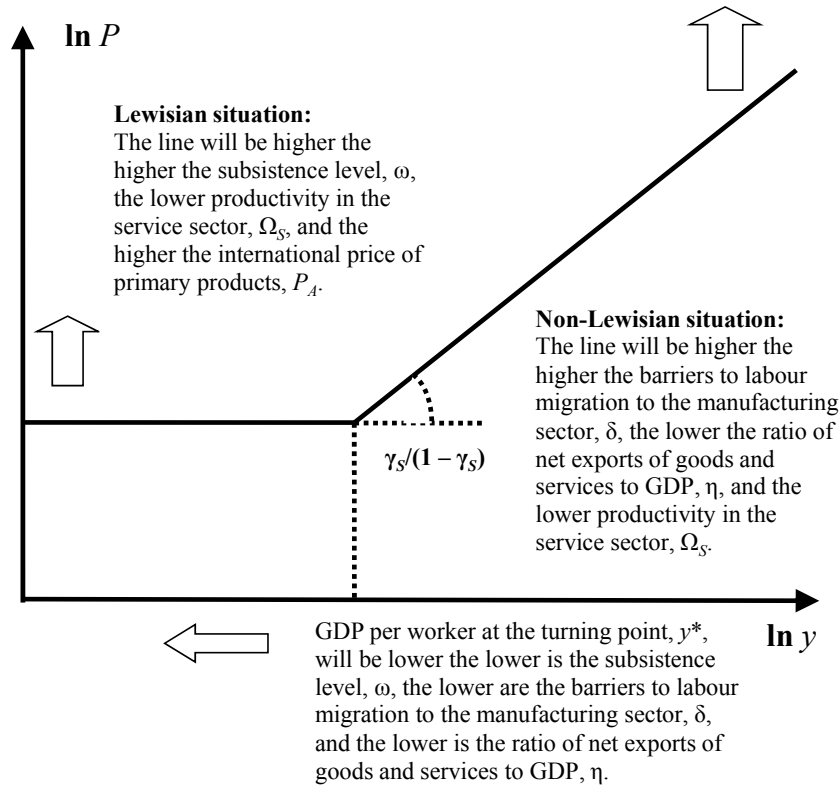 ln P
Lewisian situation:
The line will be higher the
higher the subsistence level, ω,
the lower productivity in the
service sector, Ω_S, and the
higher the international price of
primary products, P_A.
Non-Lewisian situation:
The line will be higher the
higher the barriers to labour
migration to the manufacturing
sector, δ, the lower the ratio of
net exports of goods and
services to GDP, η, and the
lower productivity in the
service sector, Ω_S.
γ_S/(1 – γ_S)
ln y
GDP per worker at the turning point, y*,
will be lower the lower is the subsistence
level, ω, the lower are the barriers to labour
migration to the manufacturing sector, δ,
and the lower is the ratio of net exports of
goods and services to GDP, η.